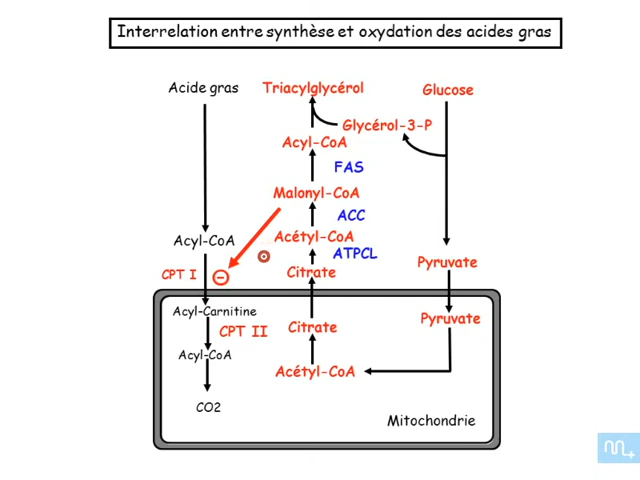 Interrelation entre synthèse et oxydation des acides gras
Acide gras
Triacylglycérol
Glucose
Glycérol-3-P
Acyl-CoA
FAS
Malonyl-CoA
ACC
Acyl-CoA
Acétyl-CoA
ATPCL
CPT I
Citrate
Pyruvate
Acyl-Carnitine
CPT II
Citrate
Pyruvate
Acyl-CoA
Acétyl-CoA
CO2
Mitochondrie